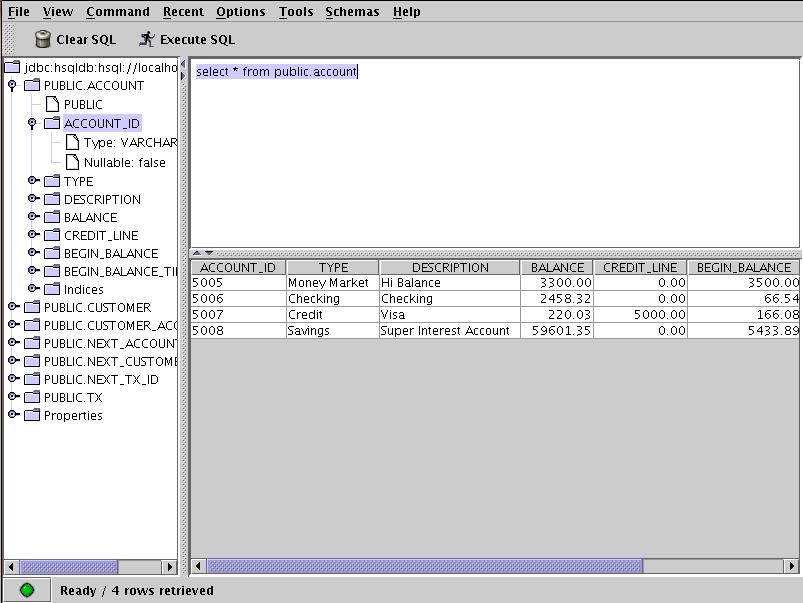 File View Command Recent Options Tools Schemas Help
Clear SQL Execute SQL
jdbc:hsqldb:hsql://localho
PUBLIC.ACCOUNT
PUBLIC
ACCOUNT_ID
Type: VARCHAR
Nullable: false
TYPE
DESCRIPTION
BALANCE
CREDIT_LINE
BEGIN_BALANCE
BEGIN_BALANCE_TI
Indices
PUBLIC.CUSTOMER
PUBLIC.CUSTOMER_ACC
PUBLIC.NEXT_ACCOUNT
PUBLIC.NEXT_CUSTOME
PUBLIC.NEXT_TX_ID
PUBLIC.TX
Properties
select * from public.account
ACCOUNT_ID TYPE DESCRIPTION BALANCE CREDIT_LINE BEGIN_BALANCE
5005 Money Market Hi Balance 3300.00 0.00 3500.00
5006 Checking Checking 2458.32 0.00 66.54
5007 Credit Visa 220.03 5000.00 166.08
5008 Savings Super Interest Account 59601.35 0.00 5433.89
Ready / 4 rows retrieved